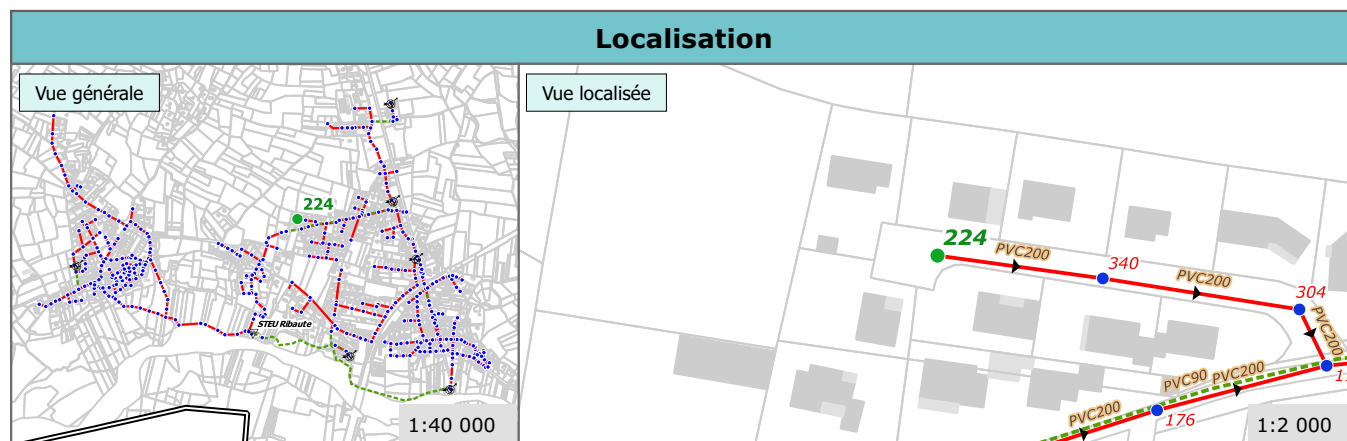 Localisation
Vue générale
224
STEU Ribaute
1:40 000
Vue localisée
224
PVC200
340
PVC200
304
PVC200
PVC90
PVC200
PVC200
176
1:2 000